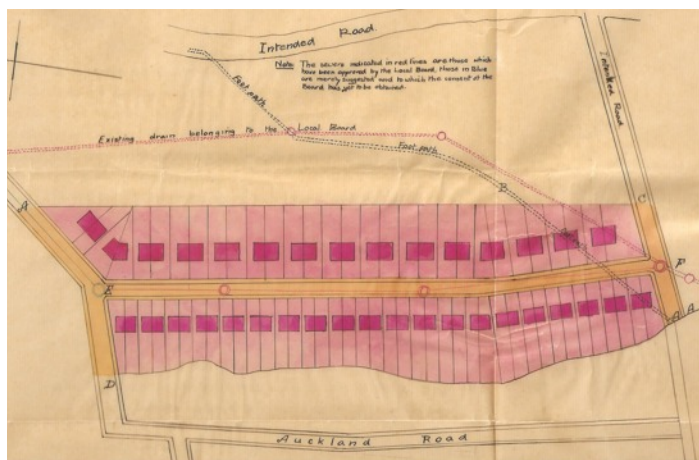 Intended Road.
Note The sewers indicated in red lines are those which
have been approved by the Local Board, those in Blue
are merely suggested and to which the consent of the
Board has yet to be obtained.
Intended Road
Foot path
Existing drain belonging to the Local Board
Foot path
B
A
C
E
F
A
A
D
Auckland Road